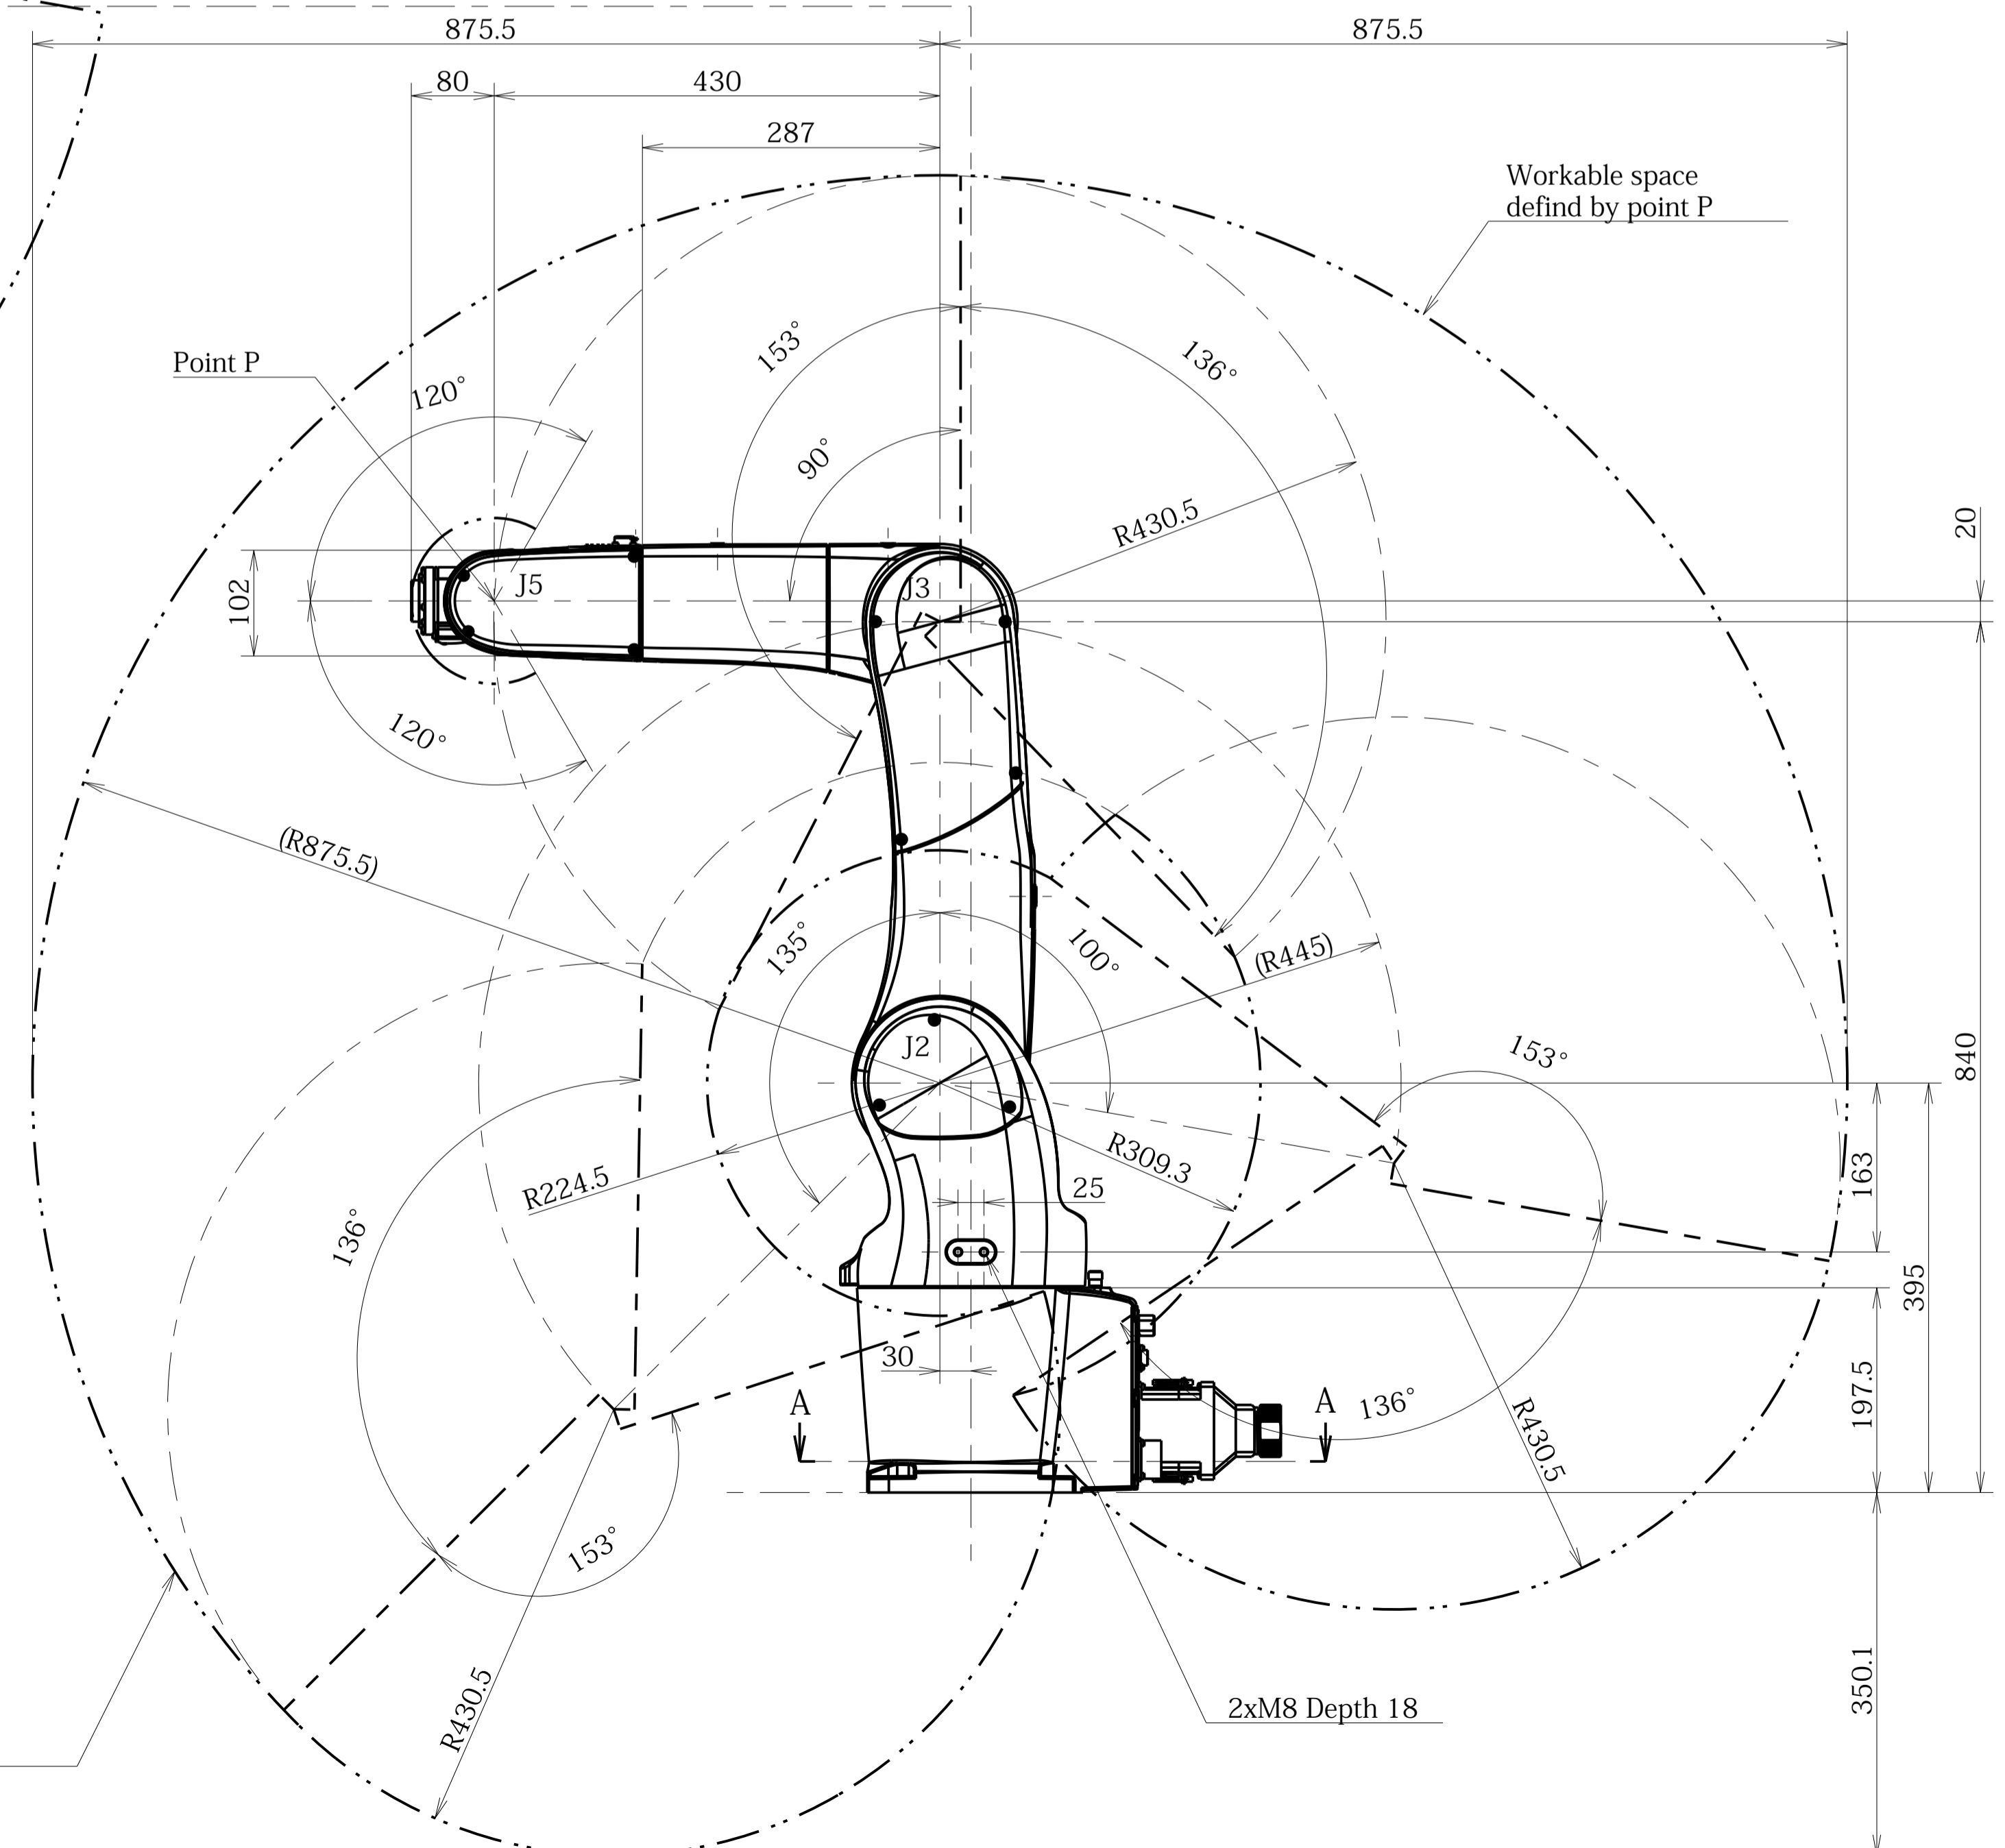 875.5
875.5
80
430
287
Workable space
defind by point P
153°
136°
Point P
120°
90°
R430.5
20
J5
J3
102
120°
(R875.5)
135°
100°
(R445)
J2
153°
840
R309.3
163
R224.5
25
136°
395
30
197.5
A
A
136°
R430.5
153°
350.1
R430.5
2xM8 Depth 18